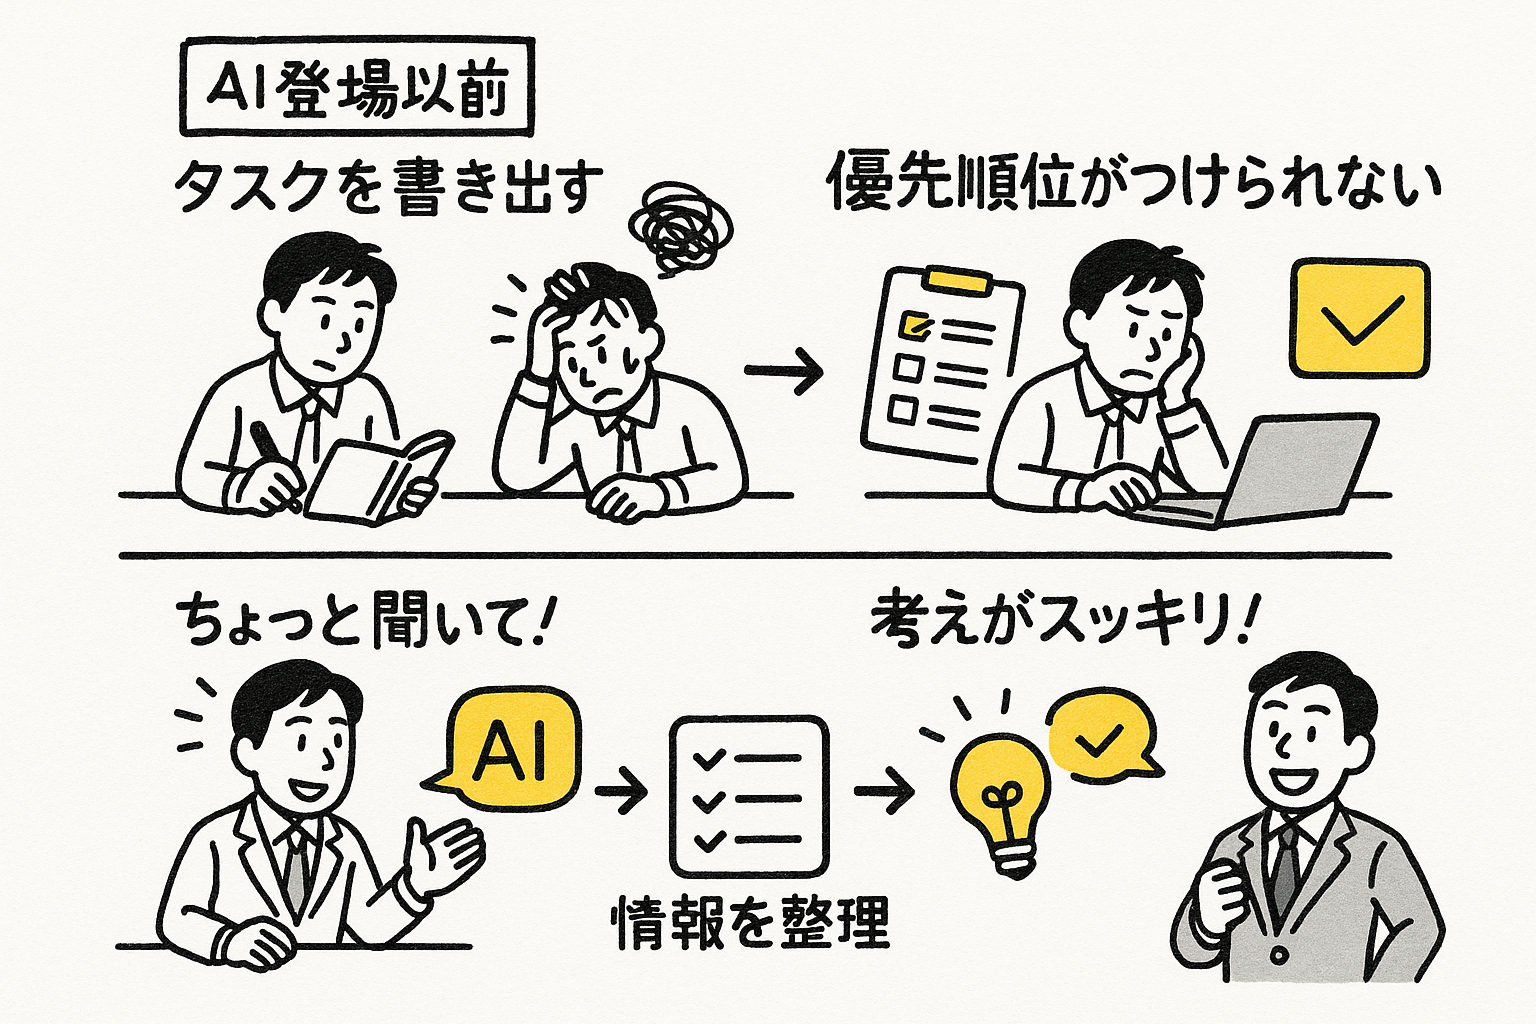 AI登場以前
タスクを書き出す
優先順位がつけられない
ちょっと聞いて!
考えがスッキリ!
AI
情報を整理